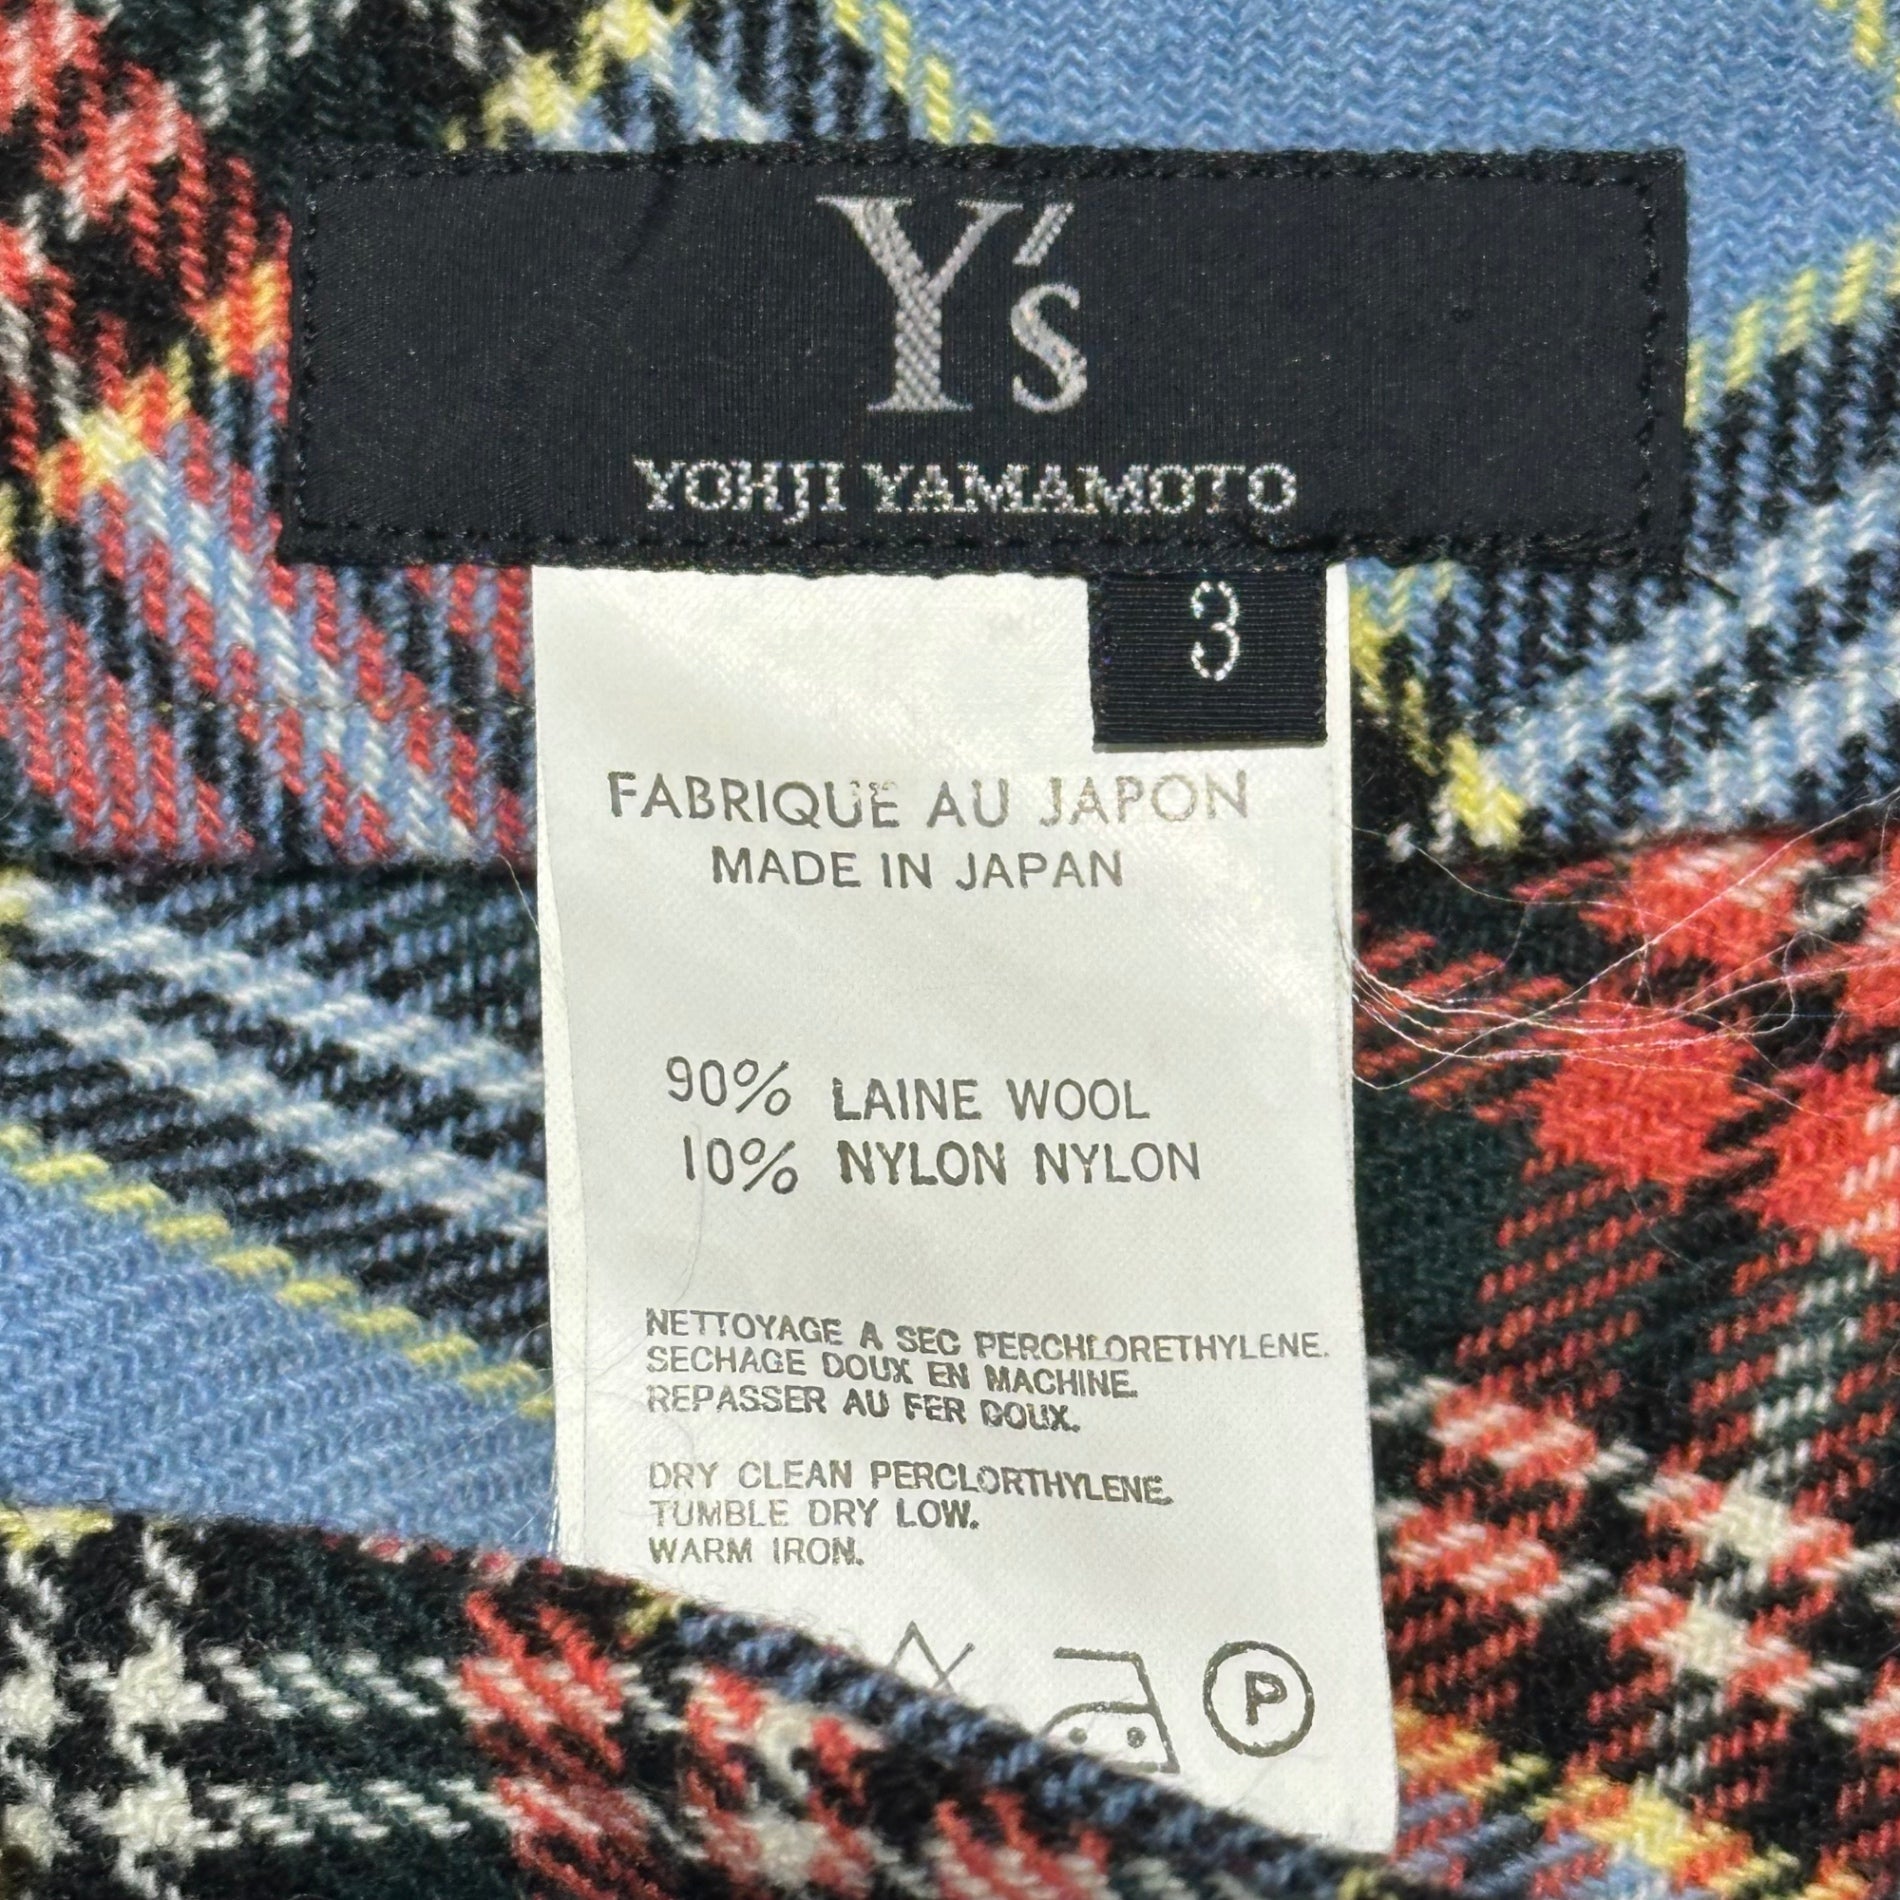 Y's
YOHJI YAMAMOTO
3
FABRIQUE AU JAPON
MADE IN JAPAN
90% LAINE WOOL
10% NYLON NYLON
NETTOYAGE A SEC PERCHLORETHYLENE.
SECHAGE DOUX EN MACHINE.
REPASSER AU FER DOUX.
DRY CLEAN PERCLORTHYLENE.
TUMBLE DRY LOW.
WARM IRON.
P